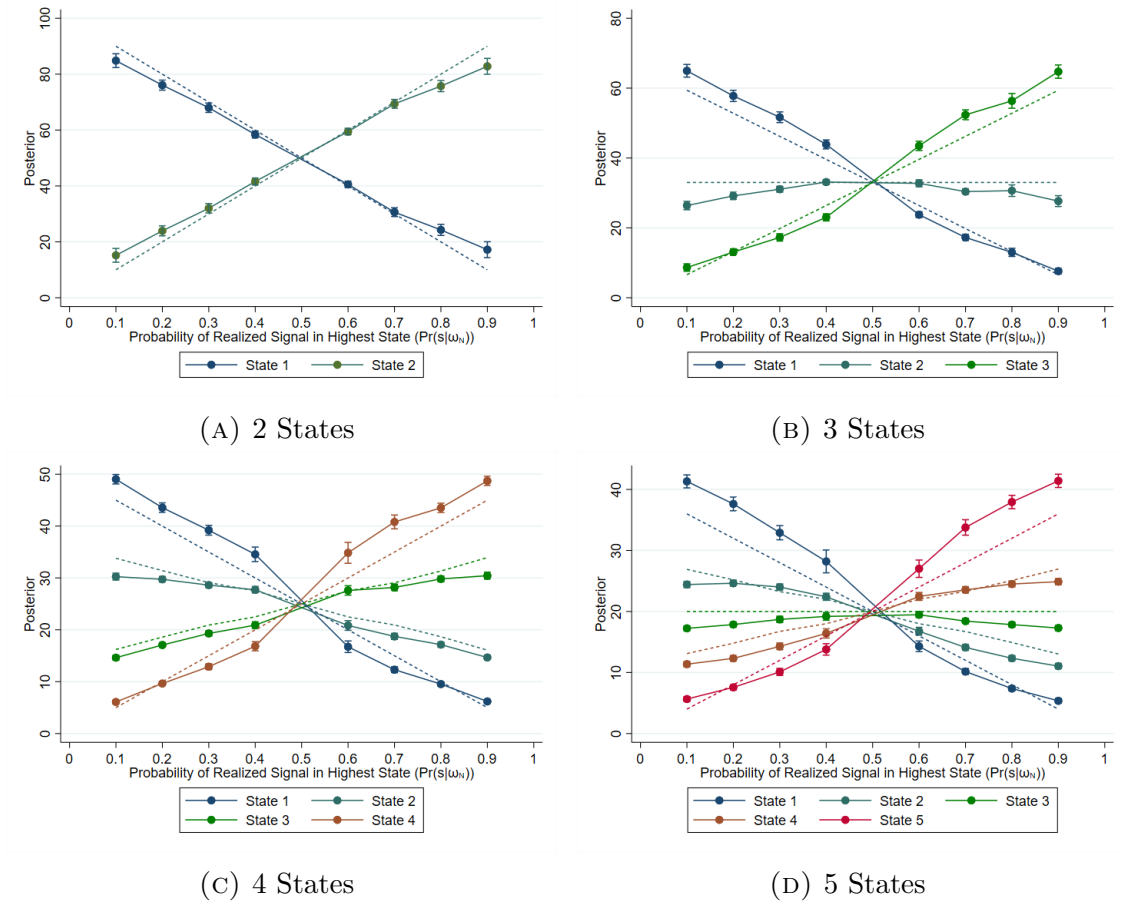 100
80
60
40
20
0
Posterior
0 0.1 0.2 0.3 0.4 0.5 0.6 0.7 0.8 0.9 1
Probability of Realized Signal in Highest State (Pr(s|ωₙ))
State 1 State 2
(A) 2 States
80
60
40
20
0
Posterior
0 0.1 0.2 0.3 0.4 0.5 0.6 0.7 0.8 0.9 1
Probability of Realized Signal in Highest State (Pr(s|ωₙ))
State 1 State 2 State 3
(B) 3 States
50
40
30
20
10
0
Posterior
0 0.1 0.2 0.3 0.4 0.5 0.6 0.7 0.8 0.9 1
Probability of Realized Signal in Highest State (Pr(s|ωₙ))
State 1 State 2
State 3 State 4
(C) 4 States
40
30
20
10
0
Posterior
0 0.1 0.2 0.3 0.4 0.5 0.6 0.7 0.8 0.9 1
Probability of Realized Signal in Highest State (Pr(s|ωₙ))
State 1 State 2 State 3
State 4 State 5
(D) 5 States